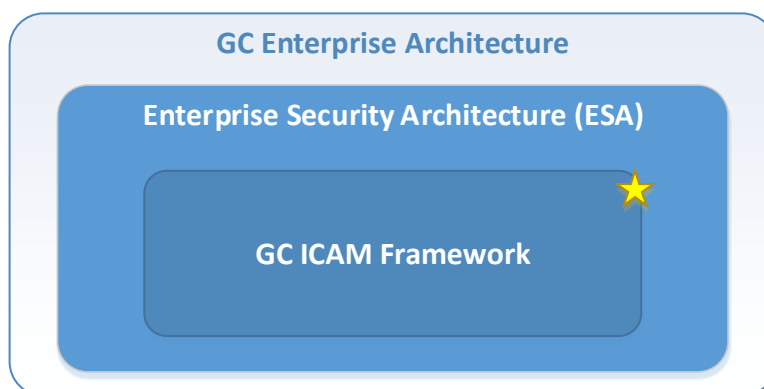 GC Enterprise Architecture
Enterprise Security Architecture (ESA)
GC ICAM Framework